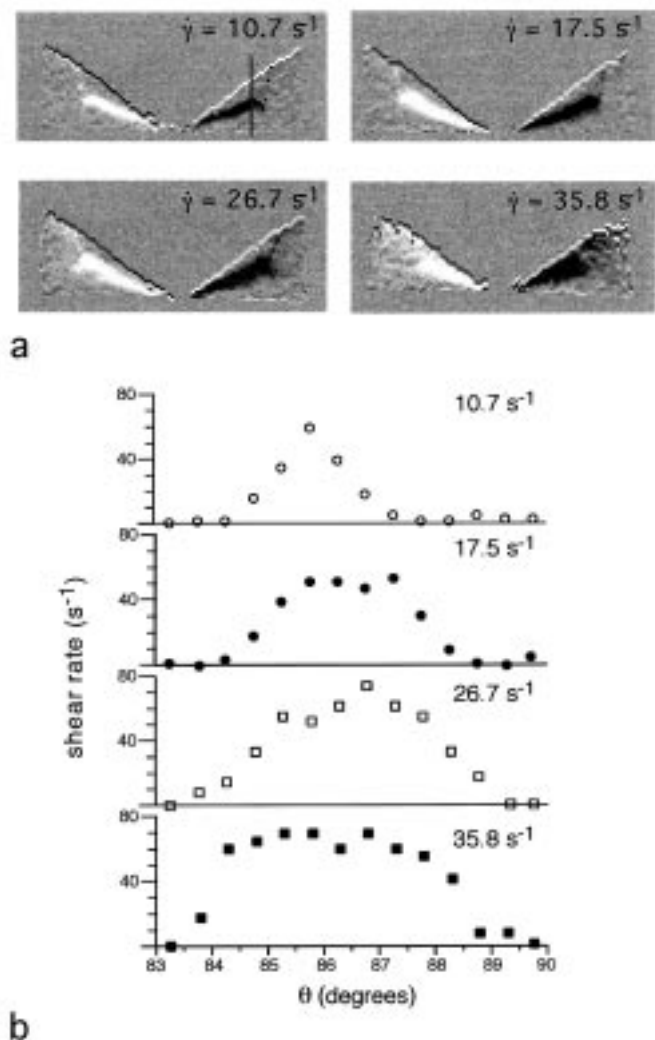 γ̇ = 10.7 s⁻¹
γ̇ = 17.5 s⁻¹
γ̇ = 26.7 s⁻¹
γ̇ = 35.8 s⁻¹
a
80
40
10.7 s⁻¹
80
40
17.5 s⁻¹
80
40
26.7 s⁻¹
80
40
35.8 s⁻¹
shear rate (s⁻¹)
83 84 85 86 87 88 89 90
θ (degrees)
b